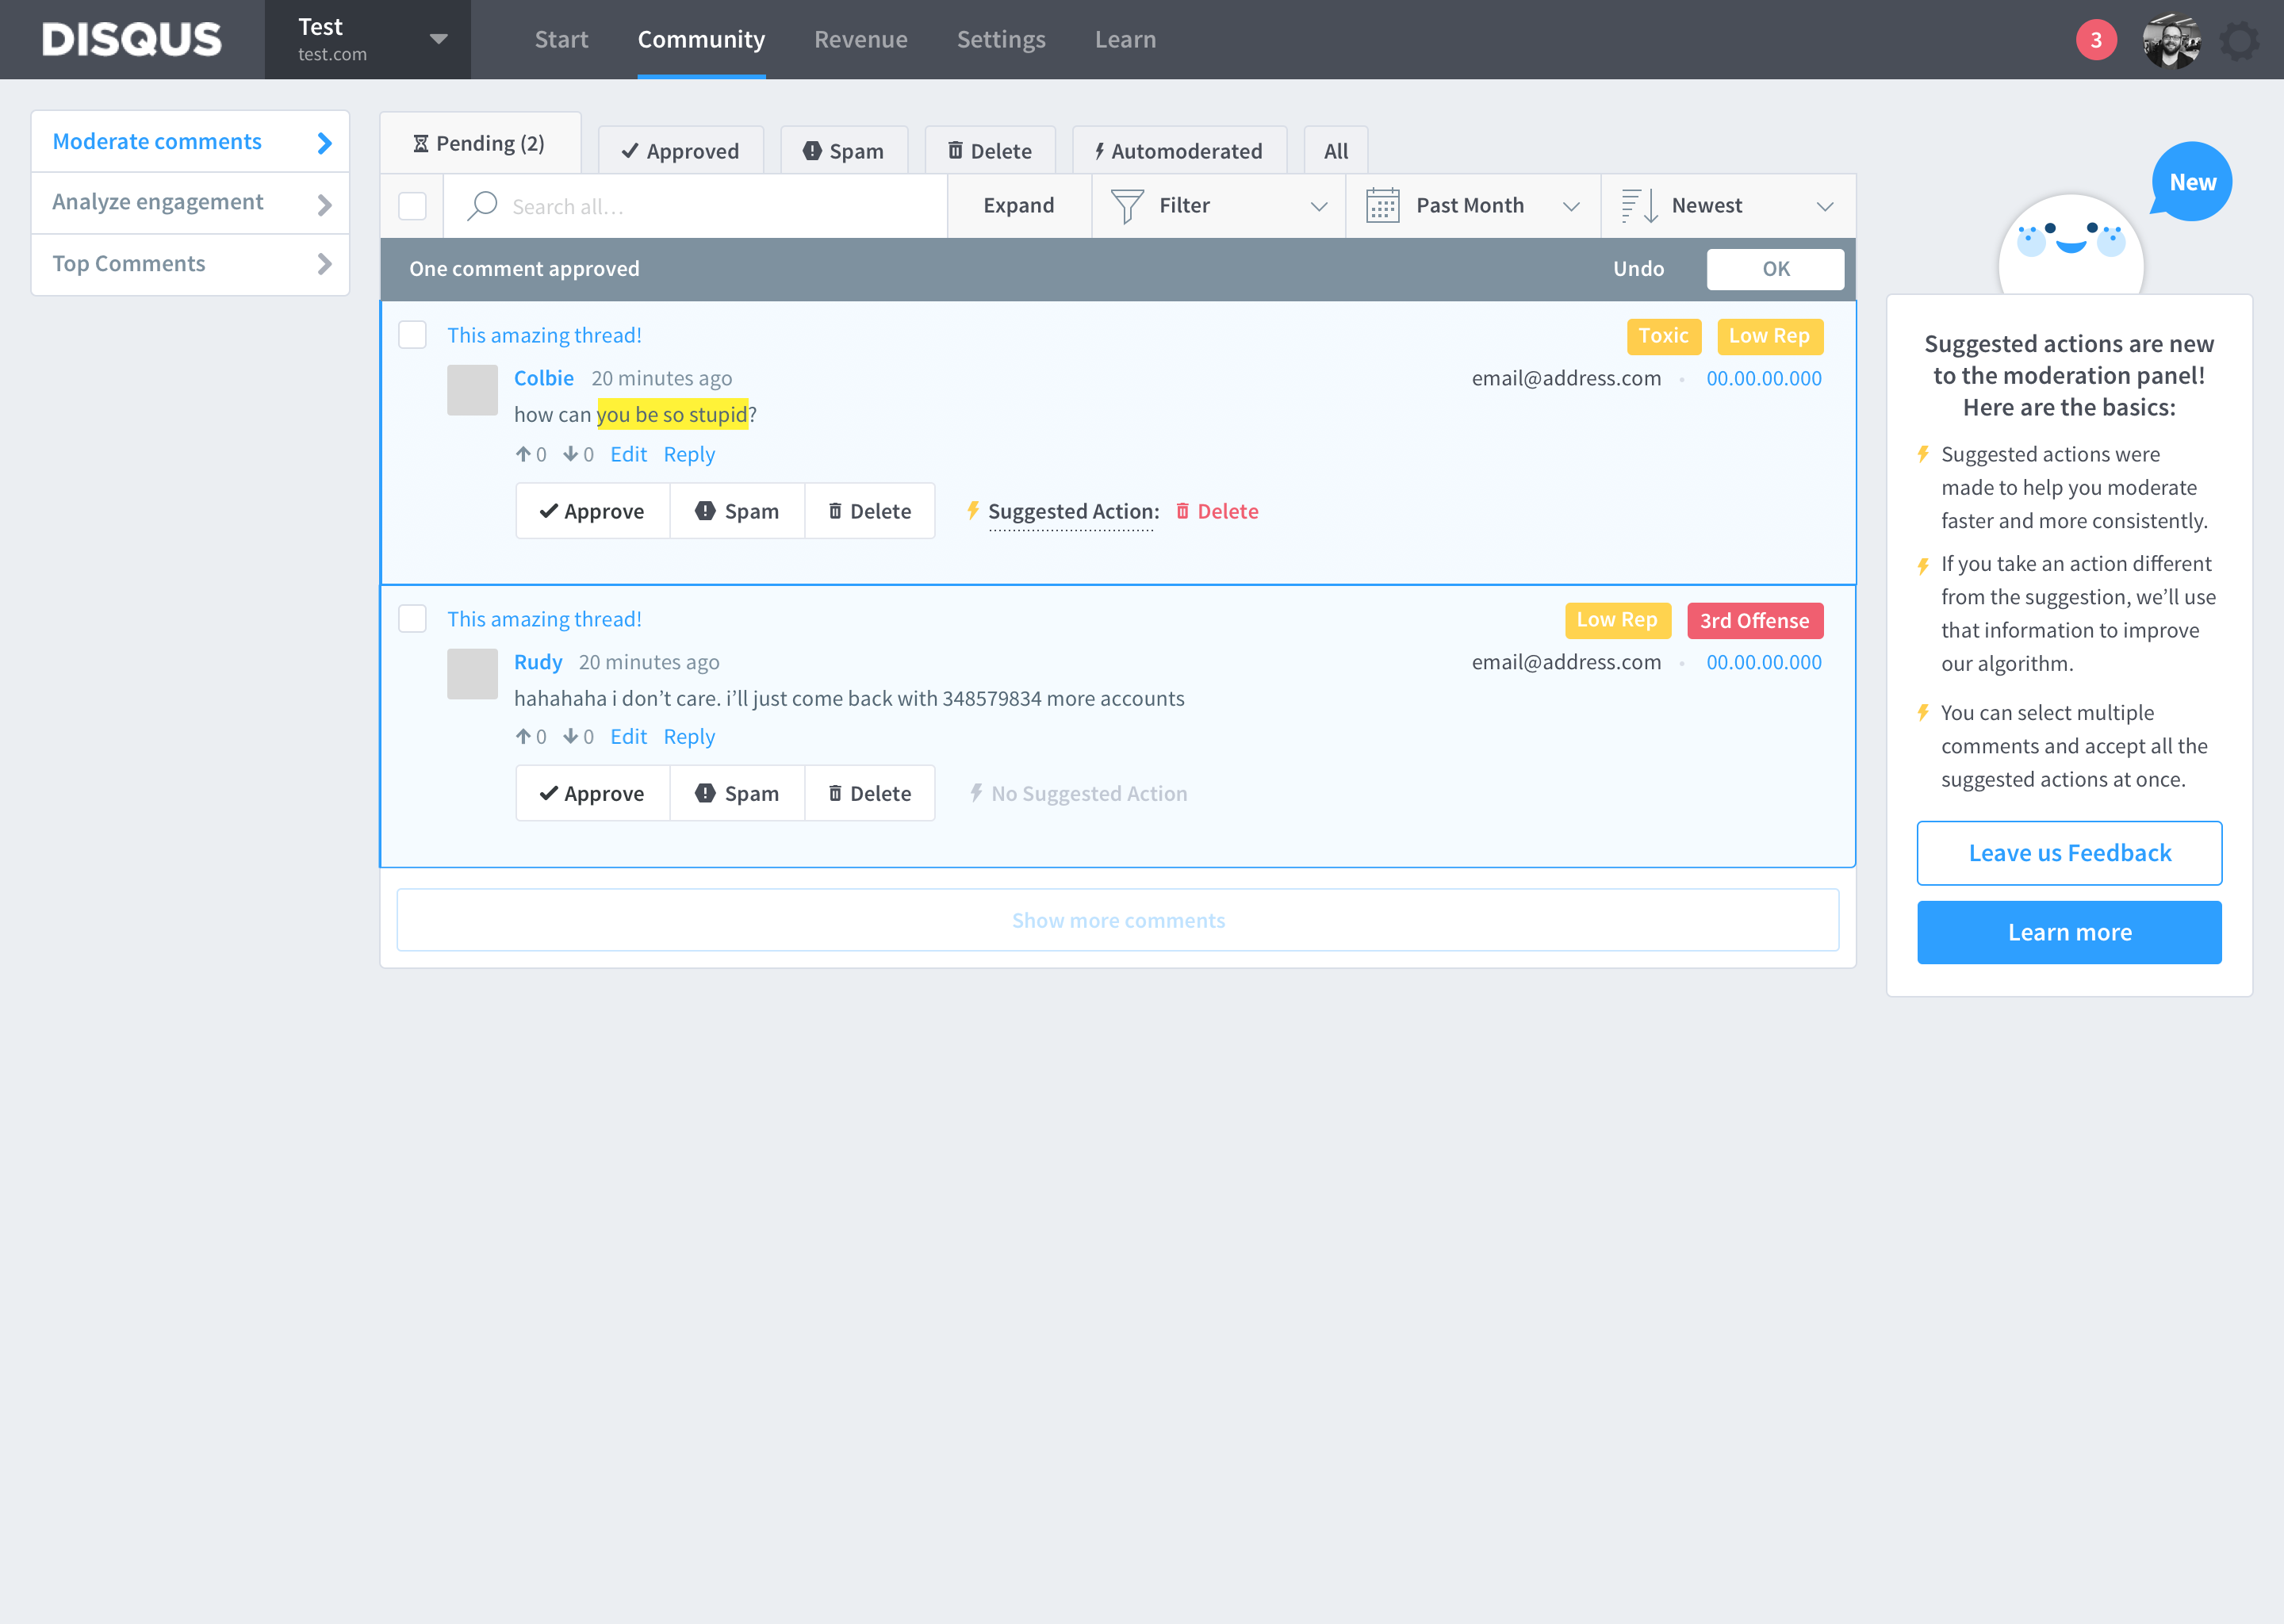 DISQUS
Test
test.com
Start Community Revenue Settings Learn
3
Moderate comments
Analyze engagement
Top Comments
Pending (2) Approved Spam Delete Automoderated All
Search all... Expand Filter Past Month Newest
One comment approved Undo OK
This amazing thread! Toxic Low Rep
Colbie 20 minutes ago email@address.com • 00.00.00.000
how can you be so stupid?
0 0 Edit Reply
Approve Spam Delete Suggested Action: Delete
This amazing thread! Low Rep 3rd Offense
Rudy 20 minutes ago email@address.com • 00.00.00.000
hahahaha i don’t care. i’ll just come back with 348579834 more accounts
0 0 Edit Reply
Approve Spam Delete No Suggested Action
Show more comments
New
Suggested actions are new
to the moderation panel!
Here are the basics:
Suggested actions were
made to help you moderate
faster and more consistently.
If you take an action different
from the suggestion, we’ll use
that information to improve
our algorithm.
You can select multiple
comments and accept all the
suggested actions at once.
Leave us Feedback
Learn more